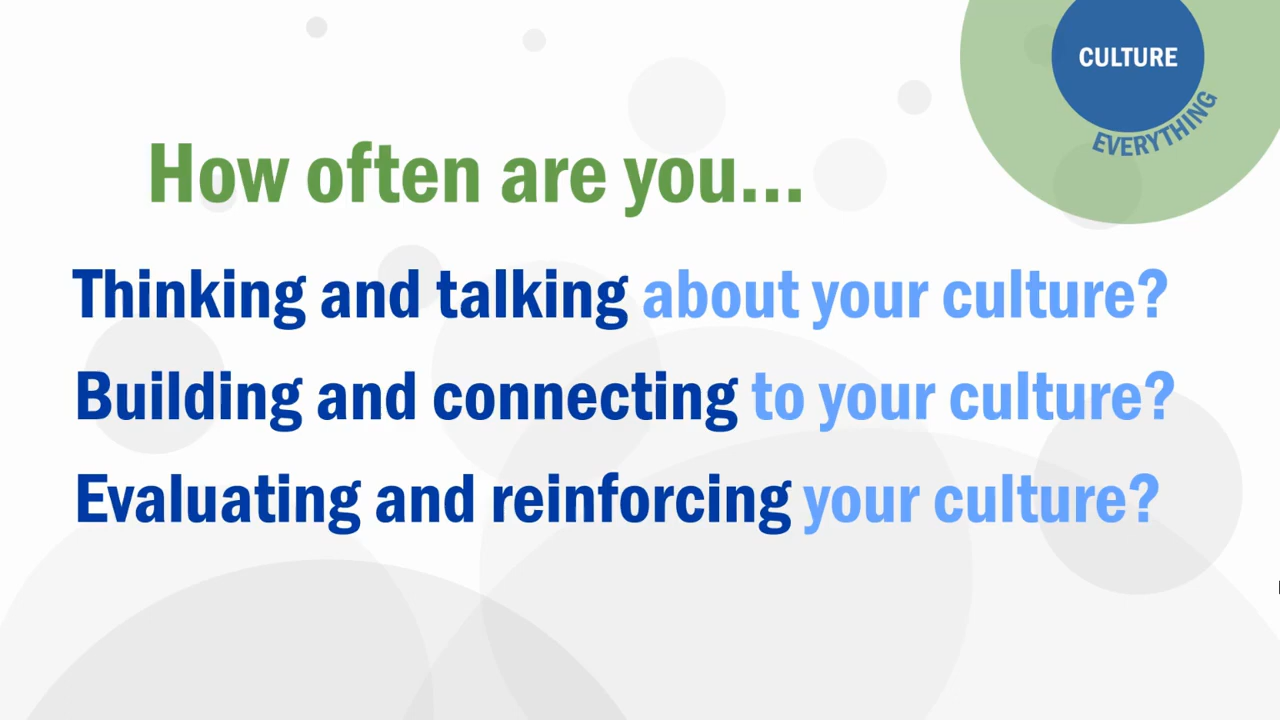 CULTURE
EVERYTHING
How often are you...
Thinking and talking about your culture?
Building and connecting to your culture?
Evaluating and reinforcing your culture?